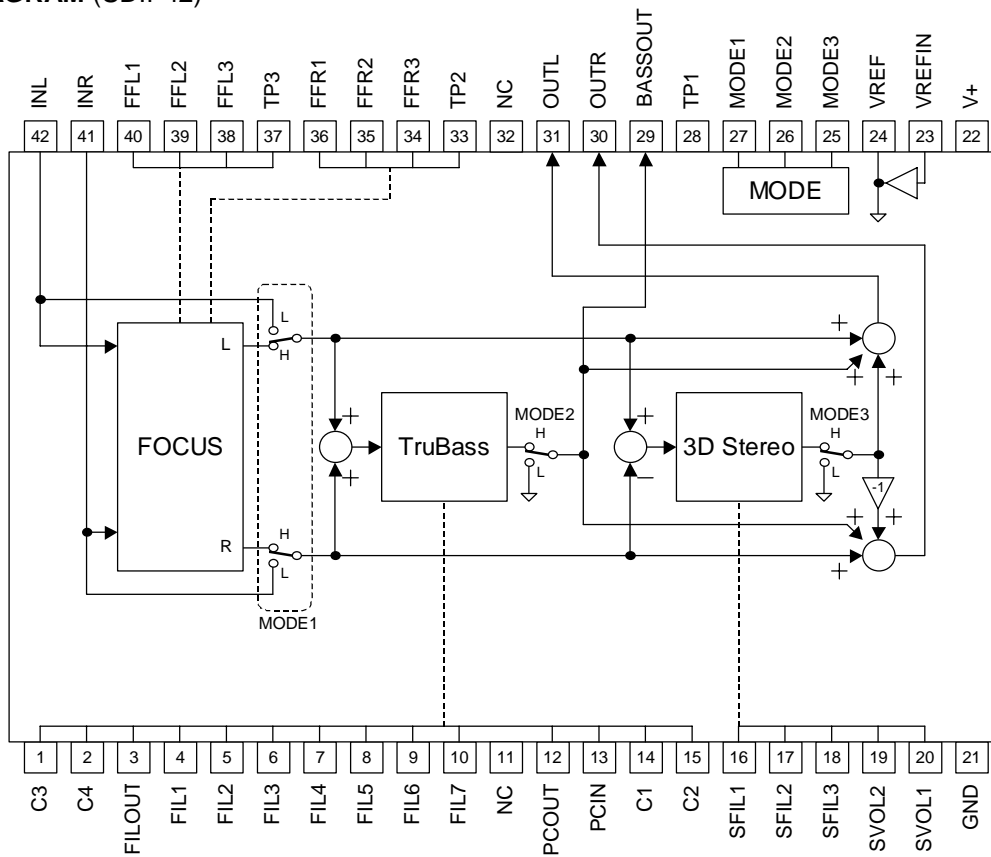 INL INR FFL1 FFL2 FFL3 TP3 FFR1 FFR2 FFR3 TP2 NC OUTL OUTR BASSOUT TP1 MODE1 MODE2 MODE3 VREF VREFIN V+
42 41 40 39 38 37 36 35 34 33 32 31 30 29 28 27 26 25 24 23 22
MODE
L
+
L H + +
FOCUS
MODE2 MODE3
+ H + H
TruBass 3D Stereo
+ L − L
-1
H + +
R
L +
MODE1
1 2 3 4 5 6 7 8 9 10 11 12 13 14 15 16 17 18 19 20 21
C3 C4 FILOUT FIL1 FIL2 FIL3 FIL4 FIL5 FIL6 FIL7 NC PCOUT PCIN C1 C2 SFIL1 SFIL2 SFIL3 SVOL2 SVOL1 GND